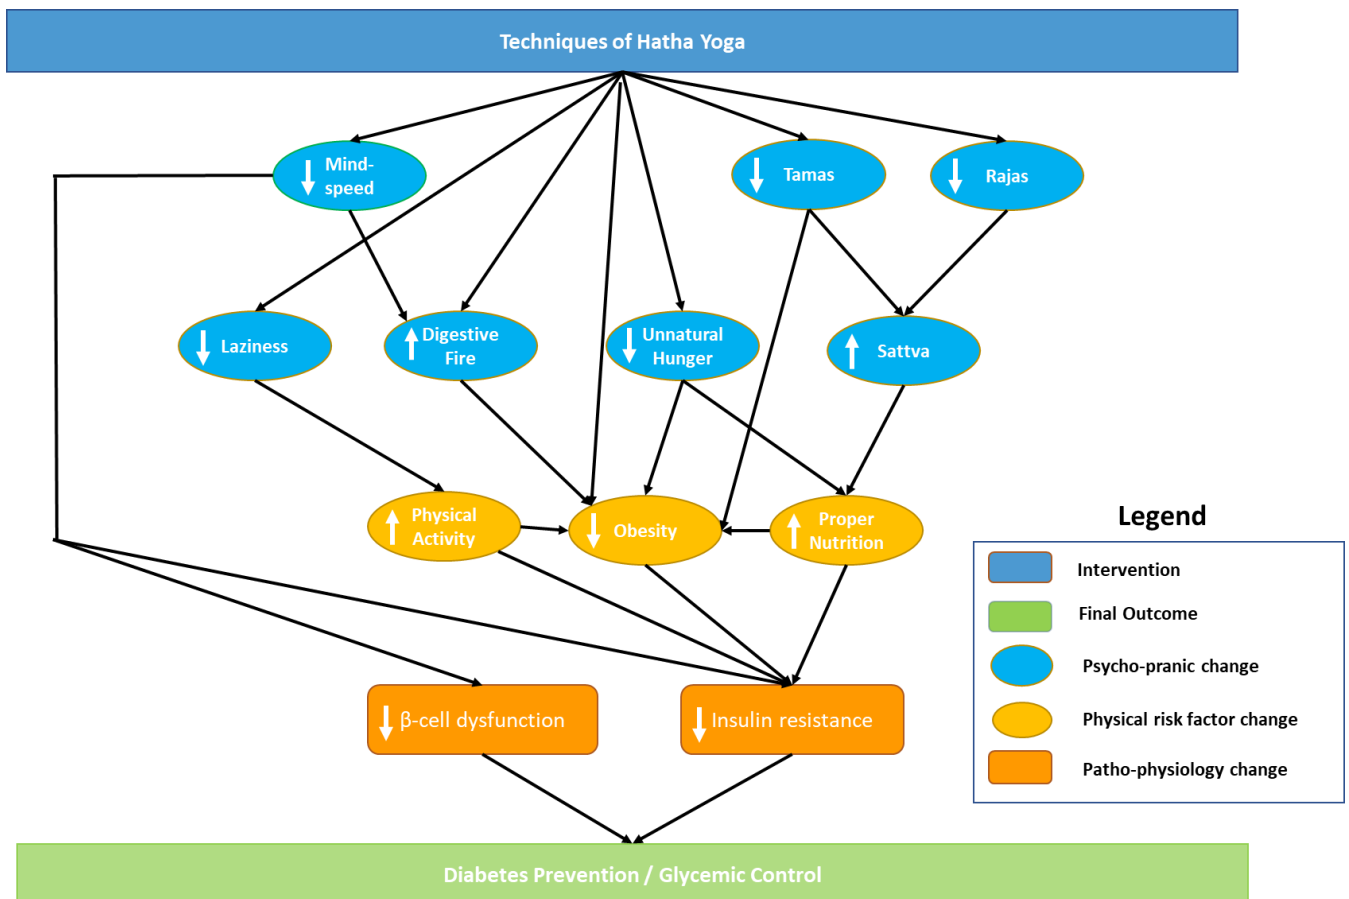 Techniques of Hatha Yoga
Mind-
speed
Tamas
Rajas
Laziness
Digestive
Fire
Unnatural
Hunger
Sattva
Physical
Activity
Obesity
Proper
Nutrition
β-cell dysfunction
Insulin resistance
Diabetes Prevention / Glycemic Control
Legend
Intervention
Final Outcome
Psycho-pranic change
Physical risk factor change
Patho-physiology change